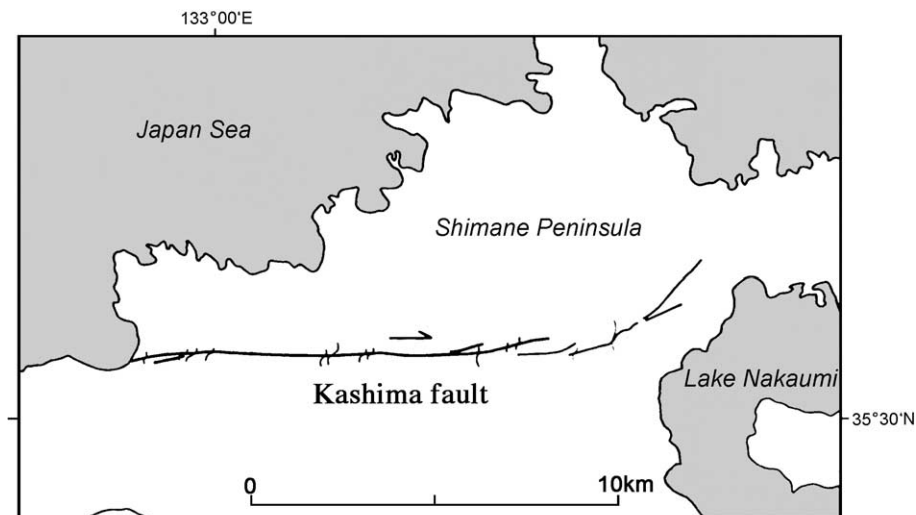 133°00'E
Japan Sea
Shimane Peninsula
Kashima fault
Lake Nakaumi
35°30'N
0 10km